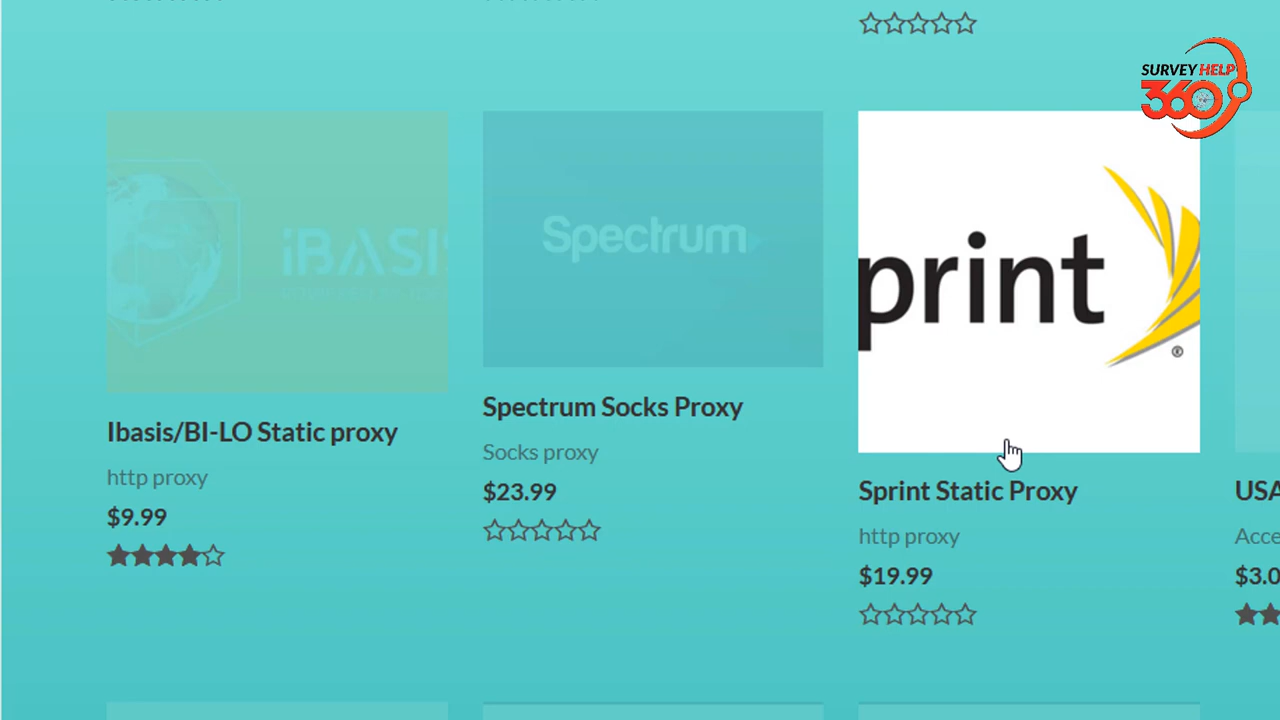 SURVEY HELP
360
iBASIS
Spectrum
print
®
Ibasis/BI-LO Static proxy
http proxy
$9.99
Spectrum Socks Proxy
Socks proxy
$23.99
Sprint Static Proxy
http proxy
$19.99
USA
Acce
$3.0